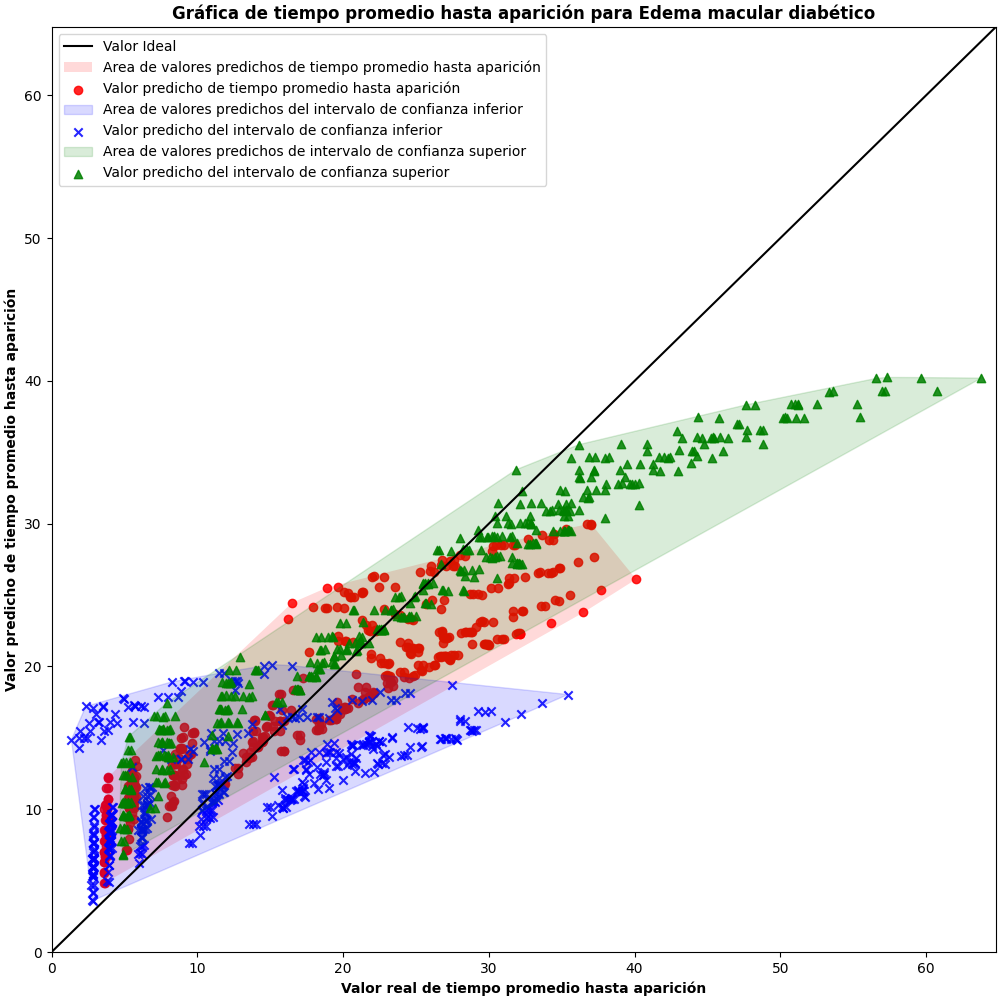 Gráfica de tiempo promedio hasta aparición para Edema macular diabético
Valor Ideal
Area de valores predichos de tiempo promedio hasta aparición
Valor predicho de tiempo promedio hasta aparición
Area de valores predichos del intervalo de confianza inferior
Valor predicho del intervalo de confianza inferior
Area de valores predichos de intervalo de confianza superior
Valor predicho del intervalo de confianza superior
Valor predicho de tiempo promedio hasta aparición
60
50
40
30
20
10
0
0 10 20 30 40 50 60
Valor real de tiempo promedio hasta aparición